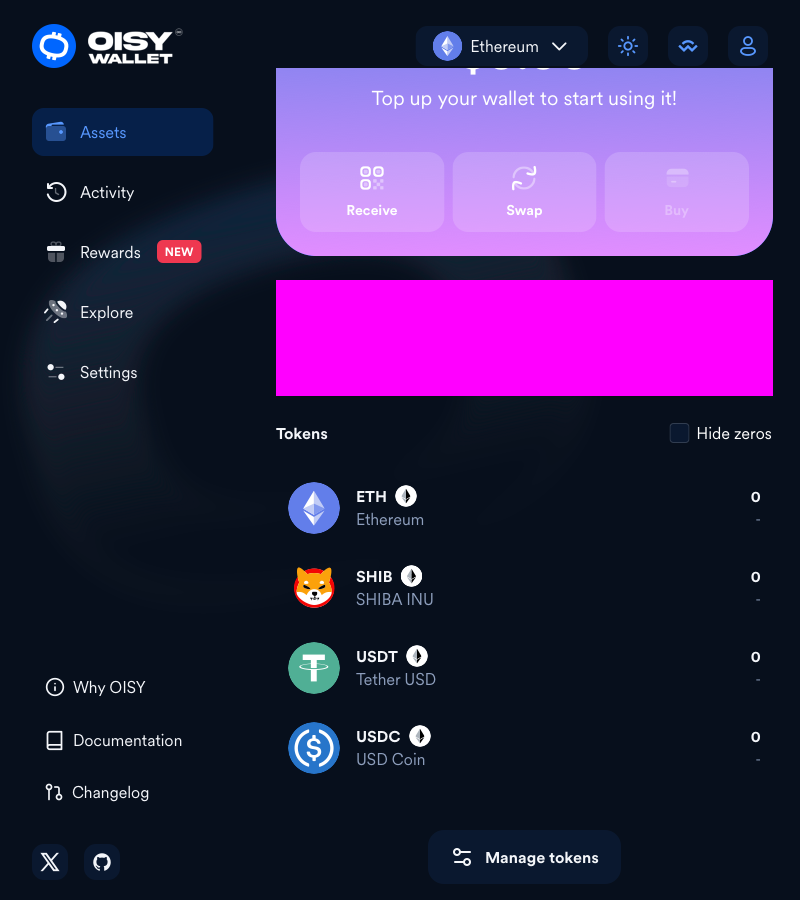 OISY
WALLET
Ethereum
Top up your wallet to start using it!
Receive
Swap
Buy
Assets
Activity
Rewards NEW
Explore
Settings
Tokens
Hide zeros
ETH
0
Ethereum
-
SHIB
0
SHIBA INU
-
USDT
0
Tether USD
-
USDC
0
USD Coin
-
Why OISY
Documentation
Changelog
Manage tokens